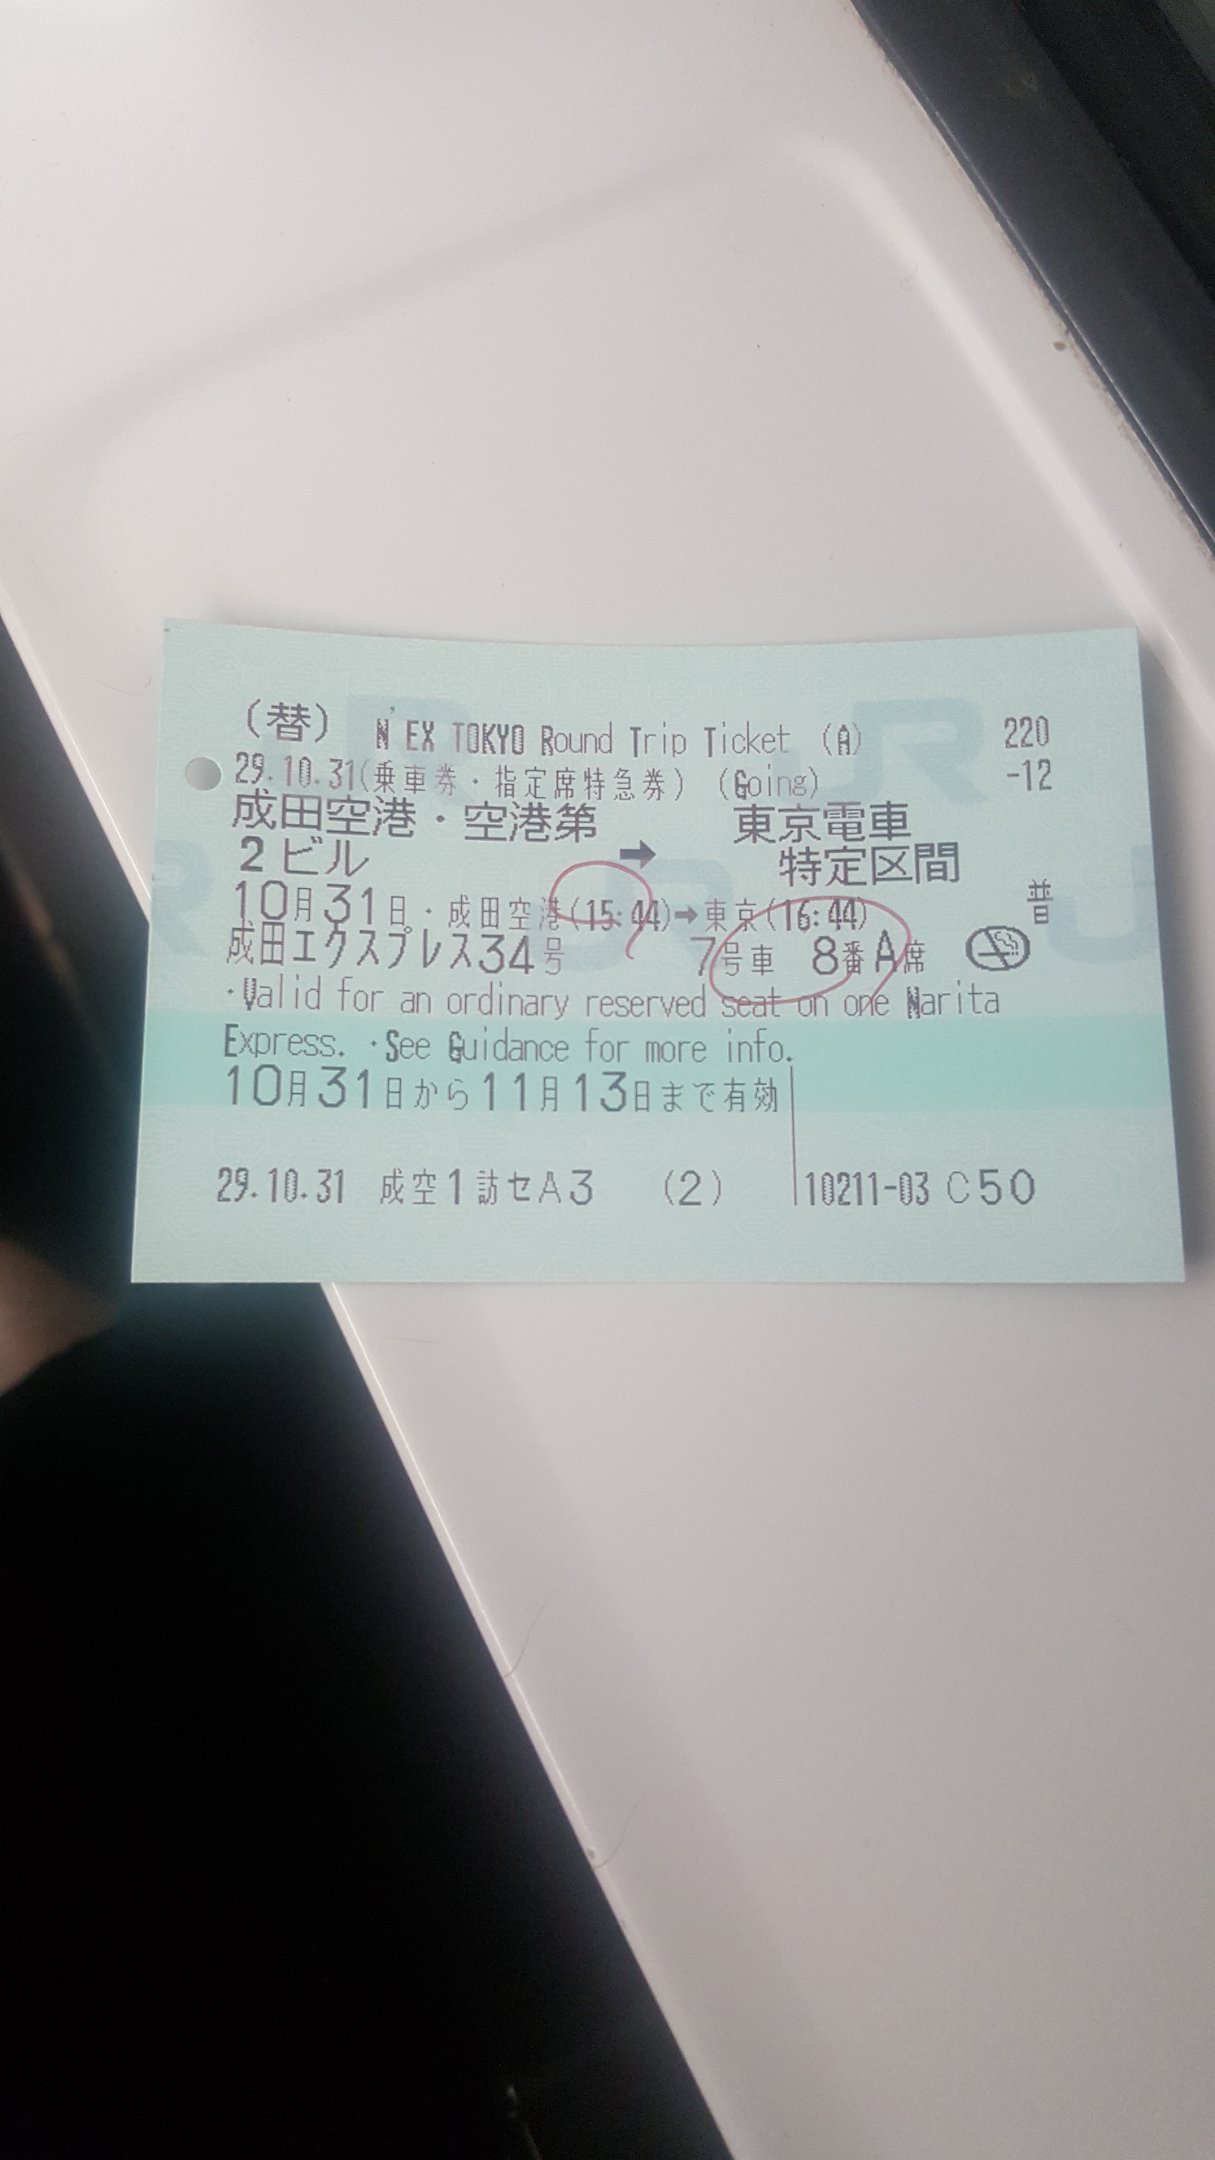 (替) N'EX TOKYO Round Trip Ticket (A) 220
29.10.31(乗車券・指定席特急券) (Going) -12
成田空港・空港第 東京電車
2ビル ➡ 特定区間
10月31日・成田空港(15:44)➡東京(16:44) 普
成田エクスプレス34号 7号車 8番A席
・Valid for an ordinary reserved seat on one Narita
Express. ・See Guidance for more info.
10月31日から11月13日まで有効
29.10.31 成空1訪セA3 (2) 10211-03 C50
JR